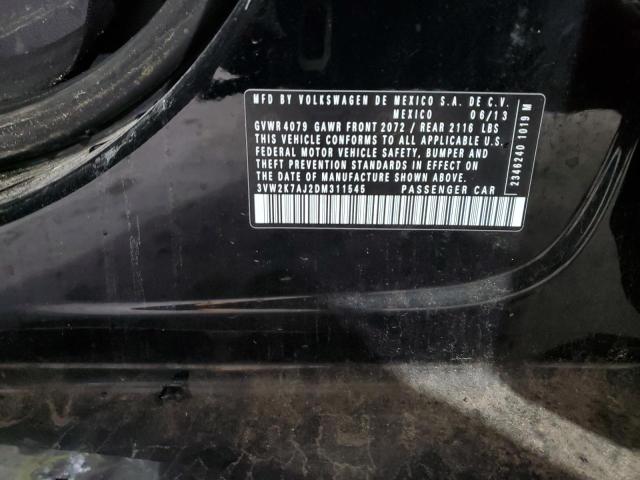 MFD BY VOLKSWAGEN DE MEXICO S.A. DE C.V.
MEXICO 06/13
GVWR 4079 GAWR FRONT 2072 / REAR 2116 LBS
THIS VEHICLE CONFORMS TO ALL APPLICABLE U.S.
FEDERAL MOTOR VEHICLE SAFETY, BUMPER AND
THEFT PREVENTION STANDARDS IN EFFECT ON
THE DATE OF MANUFACTURE SHOWN ABOVE.
3VW2K7AJ2DM311545 PASSENGER CAR
2346240 1019 M